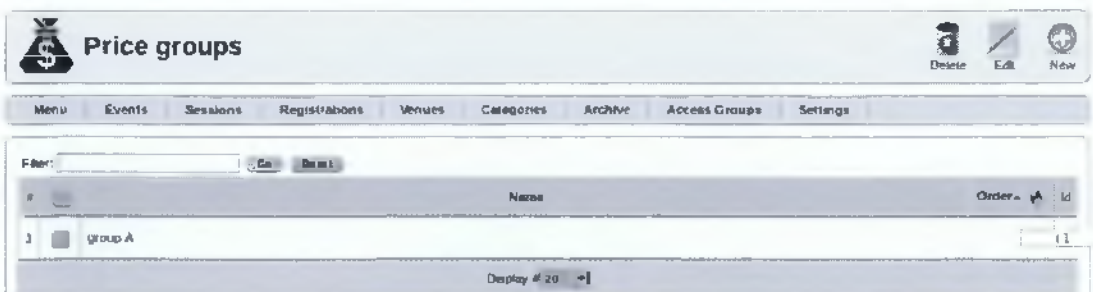 $ Price groups
Delete Edit New
Menu Events Sessions Registrations Venues Categories Archive Access Groups Settings
Filter: Go Reset
# Name Order Id
1 group A 1
Display # 20